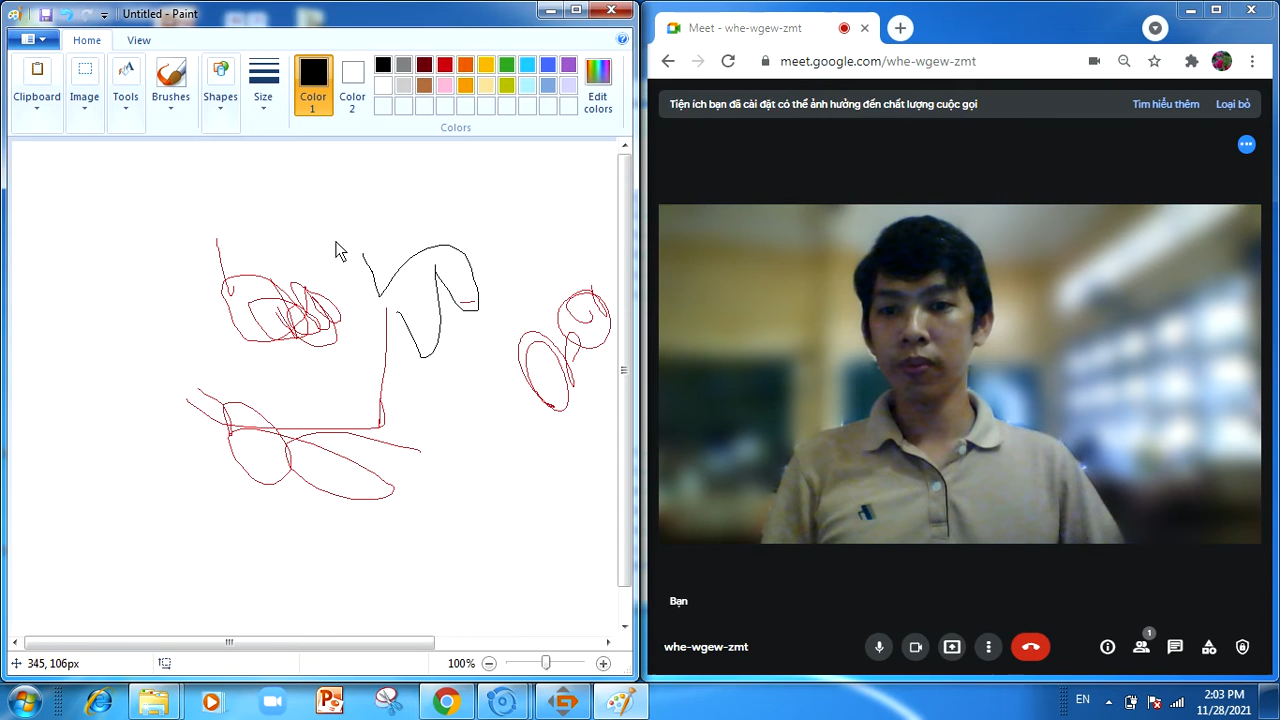 Untitled - Paint
Home
View
Clipboard
Image
Tools
Brushes
Shapes
Size
Color 1
Color 2
Edit colors
Colors
345, 106px
100%
Meet - whe-wgew-zmt
meet.google.com/whe-wgew-zmt
Tiện ích bạn đã cài đặt có thể ảnh hưởng đến chất lượng cuộc gọi
Tìm hiểu thêm
Loại bỏ
Bạn
whe-wgew-zmt
1
EN
2:03 PM
11/28/2021